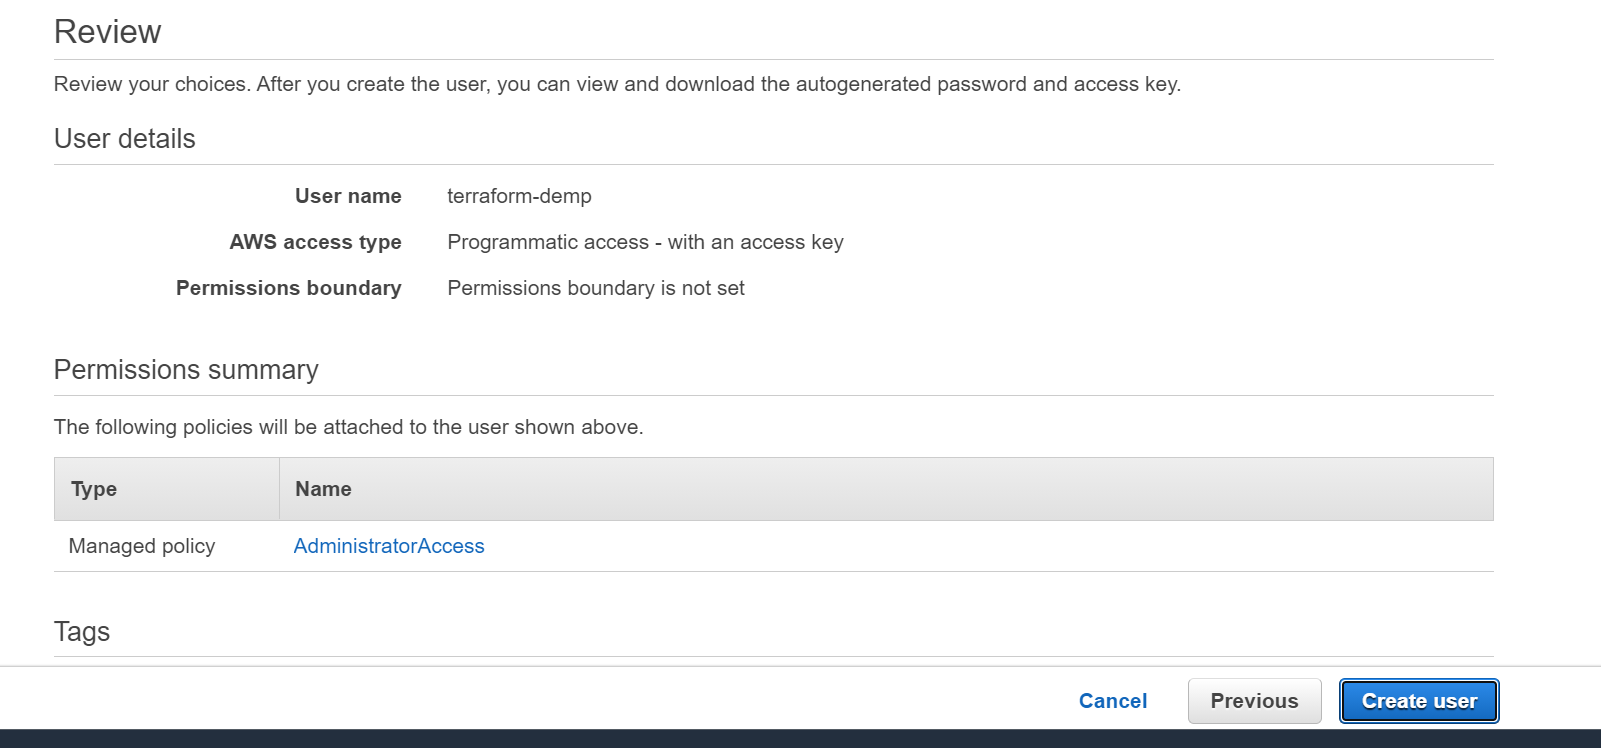 Review
Review your choices. After you create the user, you can view and download the autogenerated password and access key.
User details
User name terraform-demp
AWS access type Programmatic access - with an access key
Permissions boundary Permissions boundary is not set
Permissions summary
The following policies will be attached to the user shown above.
Type Name
Managed policy AdministratorAccess
Tags
Cancel Previous Create user